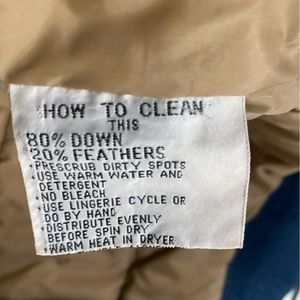 HOW TO CLEAN
THIS
80% DOWN
20% FEATHERS
•PRESCRUB DIRTY SPOTS
•USE WARM WATER AND
DETERGENT
•NO BLEACH
•USE LINGERIE CYCLE OR
DO BY HAND
•DISTRIBUTE EVENLY
BEFORE SPIN DRY
•WARM HEAT IN DRYER